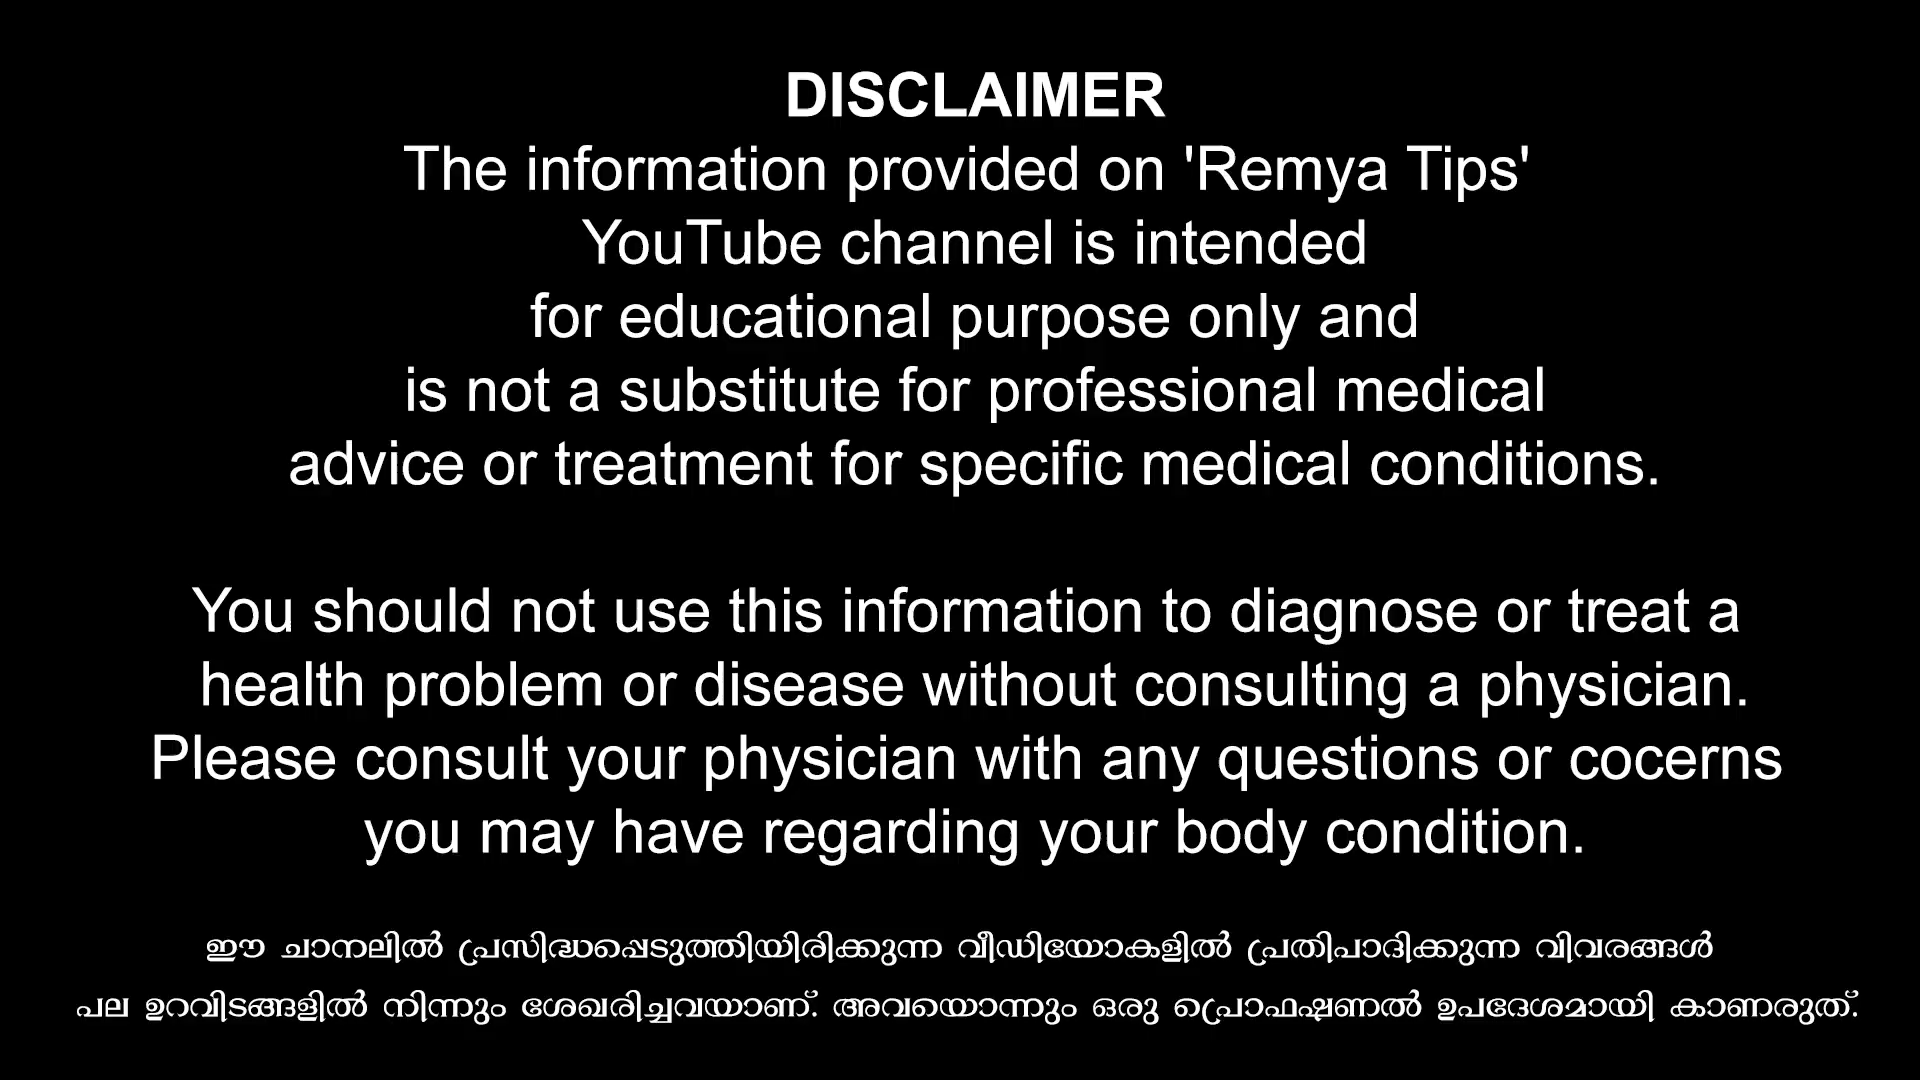 DISCLAIMER
The information provided on 'Remya Tips'
YouTube channel is intended
for educational purpose only and
is not a substitute for professional medical
advice or treatment for specific medical conditions.
You should not use this information to diagnose or treat a
health problem or disease without consulting a physician.
Please consult your physician with any questions or cocerns
you may have regarding your body condition.
ഈ ചാനലിൽ പ്രസിദ്ധപ്പെടുത്തിയിരിക്കുന്ന വീഡിയോകളിൽ പ്രതിപാദിക്കുന്ന വിവരങ്ങൾ
പല ഉറവിടങ്ങളിൽ നിന്നും ശേഖരിച്ചവയാണ്. അവയൊന്നും ഒരു പ്രൊഫഷണൽ ഉപദേശമായി കാണരുത്.